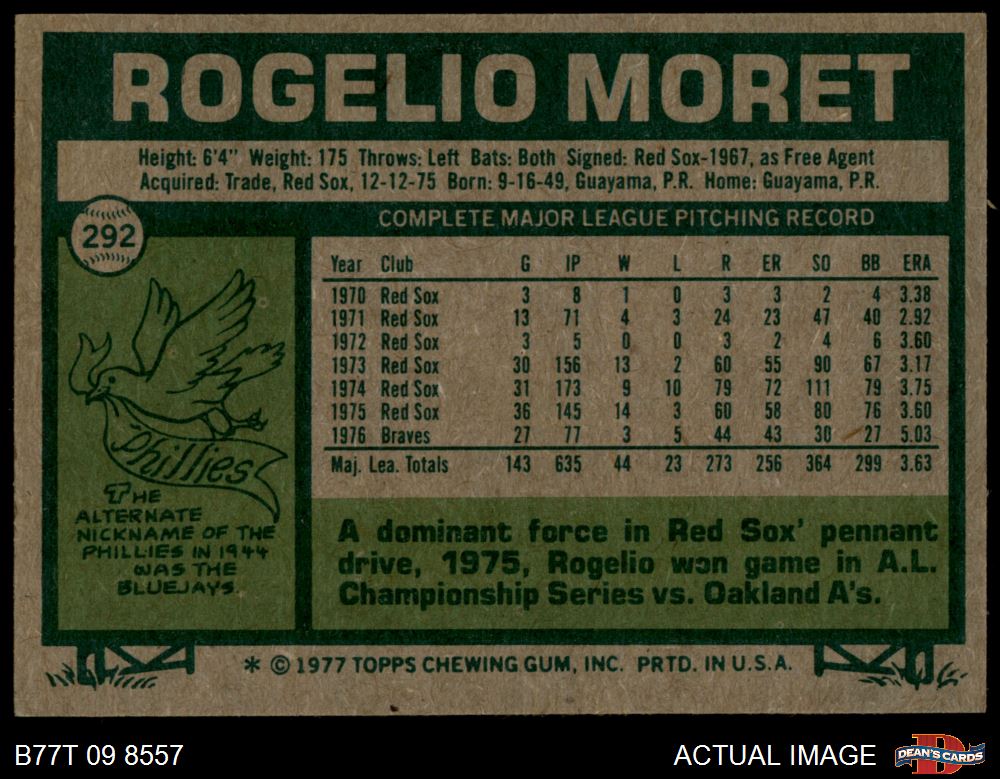 ROGELIO MORET
Height: 6'4" Weight: 175 Throws: Left Bats: Both Signed: Red Sox-1967, as Free Agent
Acquired: Trade, Red Sox, 12-12-75 Born: 9-16-49, Guayama, P.R. Home: Guayama, P.R.
292
COMPLETE MAJOR LEAGUE PITCHING RECORD
Year Club G IP W L R ER SO BB ERA
1970 Red Sox 3 8 1 0 3 3 2 4 3.38
1971 Red Sox 13 71 4 3 24 23 47 40 2.92
1972 Red Sox 3 5 0 0 3 2 4 6 3.60
1973 Red Sox 30 156 13 2 60 55 90 67 3.17
1974 Red Sox 31 173 9 10 79 72 111 79 3.75
1975 Red Sox 36 145 14 3 60 58 80 76 3.60
1976 Braves 27 77 3 5 44 43 30 27 5.03
Maj. Lea. Totals 143 635 44 23 273 256 364 299 3.63
Phillies
THE
ALTERNATE
NICKNAME OF THE
PHILLIES IN 1944
WAS THE
BLUEJAYS.
A dominant force in Red Sox' pennant
drive, 1975, Rogelio won game in A.L.
Championship Series vs. Oakland A's.
* © 1977 TOPPS CHEWING GUM, INC. PRTD. IN U.S.A.
B77T 09 8557
ACTUAL IMAGE
D
DEAN'S CARDS